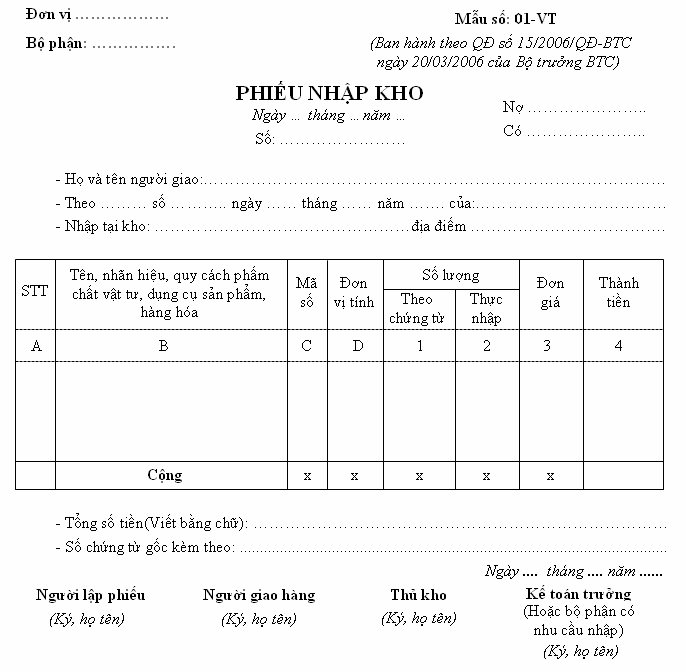 Đơn vị ………………
Mẫu số: 01-VT
Bộ phận: …………….
(Ban hành theo QĐ số 15/2006/QĐ-BTC
ngày 20/03/2006 của Bộ trưởng BTC)
PHIẾU NHẬP KHO
Ngày ... tháng ... năm ...
Nợ …………………..
Số: …………………….
Có …………………..
- Họ và tên người giao:……………………………………………………………………………
- Theo ……… số ……….. ngày …… tháng …… năm ……. của:………………………………
- Nhập tại kho: …………………………………………địa điểm ………………………………
STT
Tên, nhãn hiệu, quy cách phẩm
chất vật tư, dụng cụ sản phẩm,
hàng hóa
Mã
số
Đơn
vị tính
Số lượng
Theo
chứng từ
Thực
nhập
Đơn
giá
Thành
tiền
A B C D 1 2 3 4
Cộng x x x x x
- Tổng số tiền(Viết bằng chữ): ……………………………………………………………………
- Số chứng từ gốc kèm theo: ...........................................................................................................
Ngày .... tháng .... năm ......
Người lập phiếu Người giao hàng Thủ kho Kế toán trưởng
(Ký, họ tên) (Ký, họ tên) (Ký, họ tên) (Hoặc bộ phận có
nhu cầu nhập)
(Ký, họ tên)